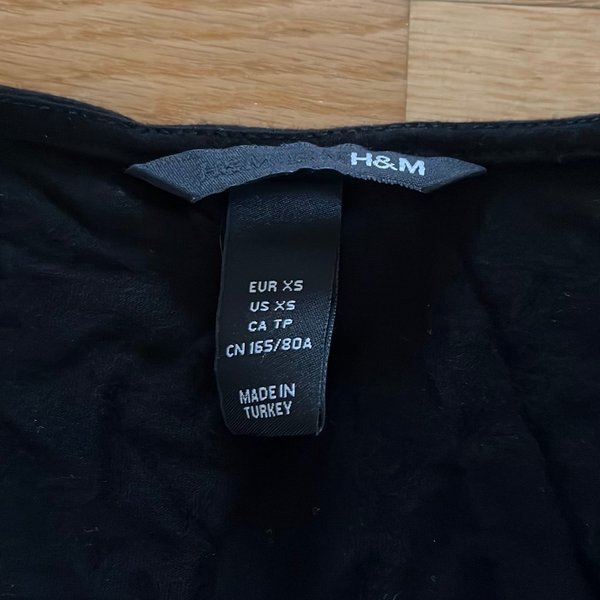 H&M
EUR XS
US XS
CA TP
CN 165/80A
MADE IN
TURKEY